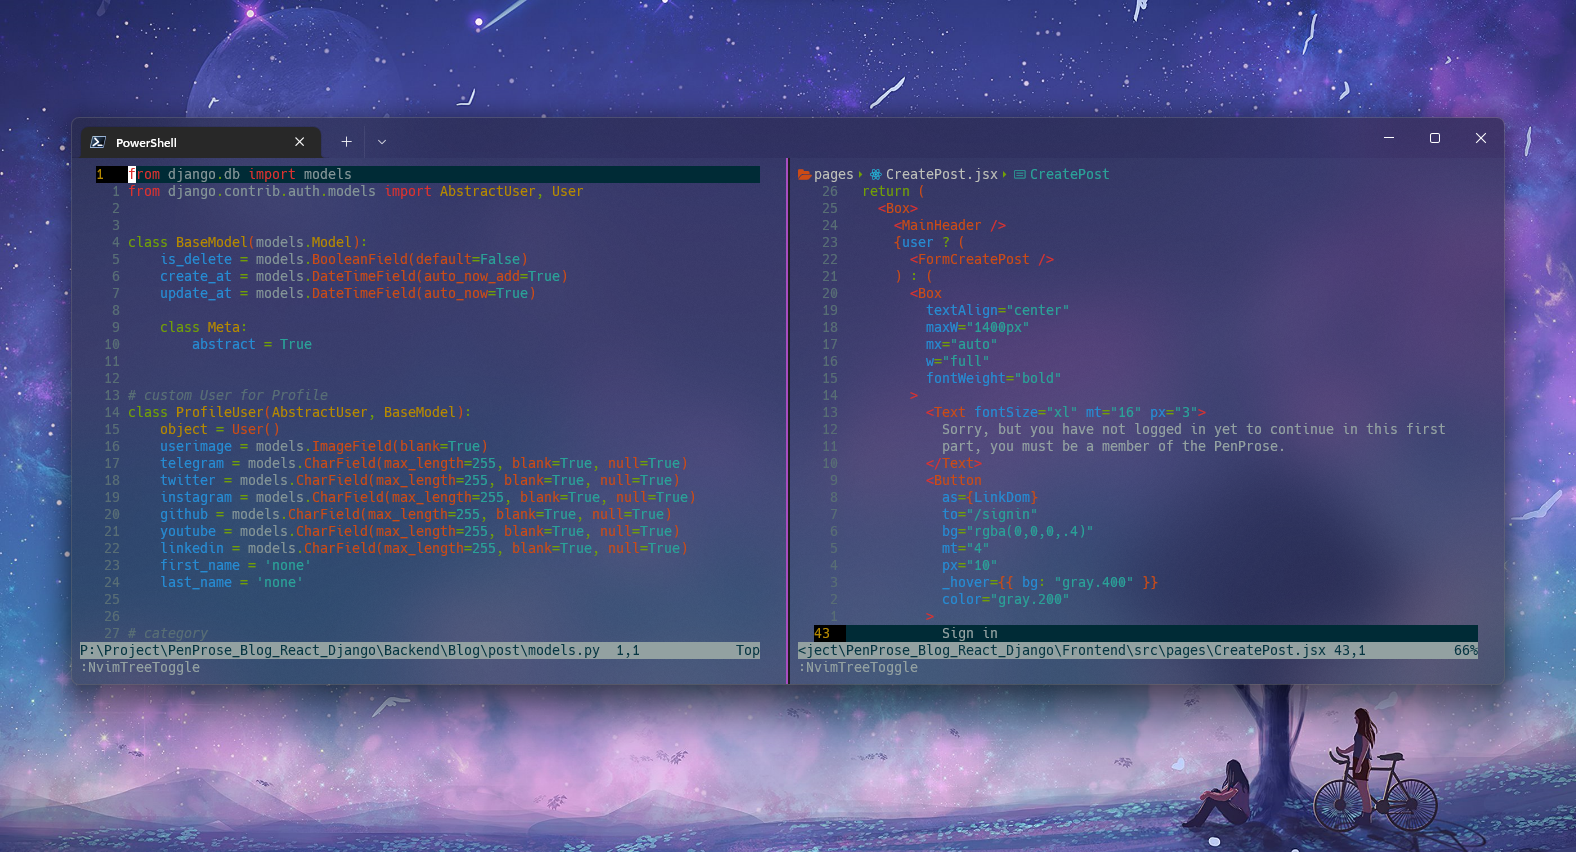 PowerShell
1 from django.db import models
1 from django.contrib.auth.models import AbstractUser, User
2
3
4 class BaseModel(models.Model):
5 is_delete = models.BooleanField(default=False)
6 create_at = models.DateTimeField(auto_now_add=True)
7 update_at = models.DateTimeField(auto_now=True)
8
9 class Meta:
10 abstract = True
11
12
13 # custom User for Profile
14 class ProfileUser(AbstractUser, BaseModel):
15 object = User()
16 userimage = models.ImageField(blank=True)
17 telegram = models.CharField(max_length=255, blank=True, null=True)
18 twitter = models.CharField(max_length=255, blank=True, null=True)
19 instagram = models.CharField(max_length=255, blank=True, null=True)
20 github = models.CharField(max_length=255, blank=True, null=True)
21 youtube = models.CharField(max_length=255, blank=True, null=True)
22 linkedin = models.CharField(max_length=255, blank=True, null=True)
23 first_name = 'none'
24 last_name = 'none'
25
26
27 # category
P:\Project\PenProse_Blog_React_Django\Backend\Blog\post\models.py 1,1 Top
:NvimTreeToggle
pages CreatePost.jsx CreatePost
26 return (
25 <Box>
24 <MainHeader />
23 {user ? (
22 <FormCreatePost />
21 ) : (
20 <Box
19 textAlign="center"
18 maxW="1400px"
17 mx="auto"
16 w="full"
15 fontWeight="bold"
14 >
13 <Text fontSize="xl" mt="16" px="3">
12 Sorry, but you have not logged in yet to continue in this first
11 part, you must be a member of the PenProse.
10 </Text>
9 <Button
8 as={LinkDom}
7 to="/signin"
6 bg="rgba(0,0,0,.4)"
5 mt="4"
4 px="10"
3 _hover={{ bg: "gray.400" }}
2 color="gray.200"
1 >
43 Sign in
<ject\PenProse_Blog_React_Django\Frontend\src\pages\CreatePost.jsx 43,1 66%
:NvimTreeToggle